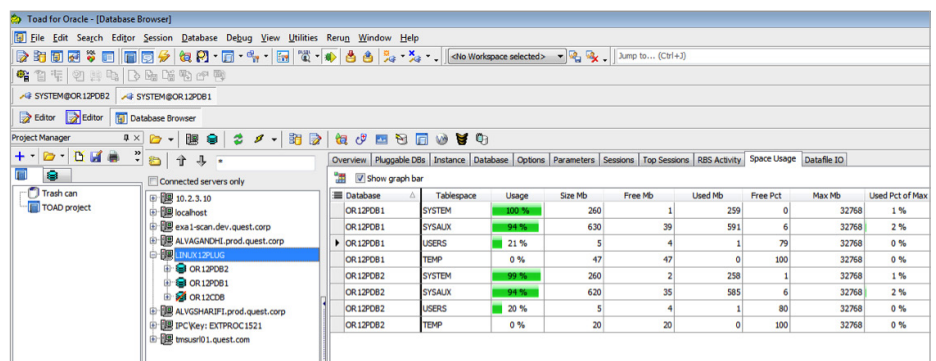 Toad for Oracle - [Database Browser]
File Edit Search Editor Session Database Debug View Utilities Rerun Window Help
<No Workspace selected> Jump to... (Ctrl+J)
SYSTEM@OR12PDB2 SYSTEM@OR12PDB1
Editor Editor Database Browser
Project Manager
Overview Pluggable DBs Instance Database Options Parameters Sessions Top Sessions RBS Activity Space Usage Datafile IO
Connected servers only
Show graph bar
Trash can
TOAD project
10.2.3.10
localhost
exa1-scan.dev.quest.corp
ALVAGANDHI.prod.quest.corp
LINUX12PLUG
OR12PDB2
OR12PDB1
OR12CDB
ALVGSHARIFI.prod.quest.corp
IPC\Key: EXTPROC1521
tmsusrl01.quest.com
Database Tablespace Usage Size Mb Free Mb Used Mb Free Pct Max Mb Used Pct of Max
OR12PDB1 SYSTEM 100 % 260 1 259 0 32768 1 %
OR12PDB1 SYSAUX 94 % 630 39 591 6 32768 2 %
OR12PDB1 USERS 21 % 5 4 1 79 32768 0 %
OR12PDB1 TEMP 0 % 47 47 0 100 32768 0 %
OR12PDB2 SYSTEM 99 % 260 2 258 1 32768 1 %
OR12PDB2 SYSAUX 94 % 620 35 585 6 32768 2 %
OR12PDB2 USERS 20 % 5 4 1 80 32768 0 %
OR12PDB2 TEMP 0 % 20 20 0 100 32768 0 %